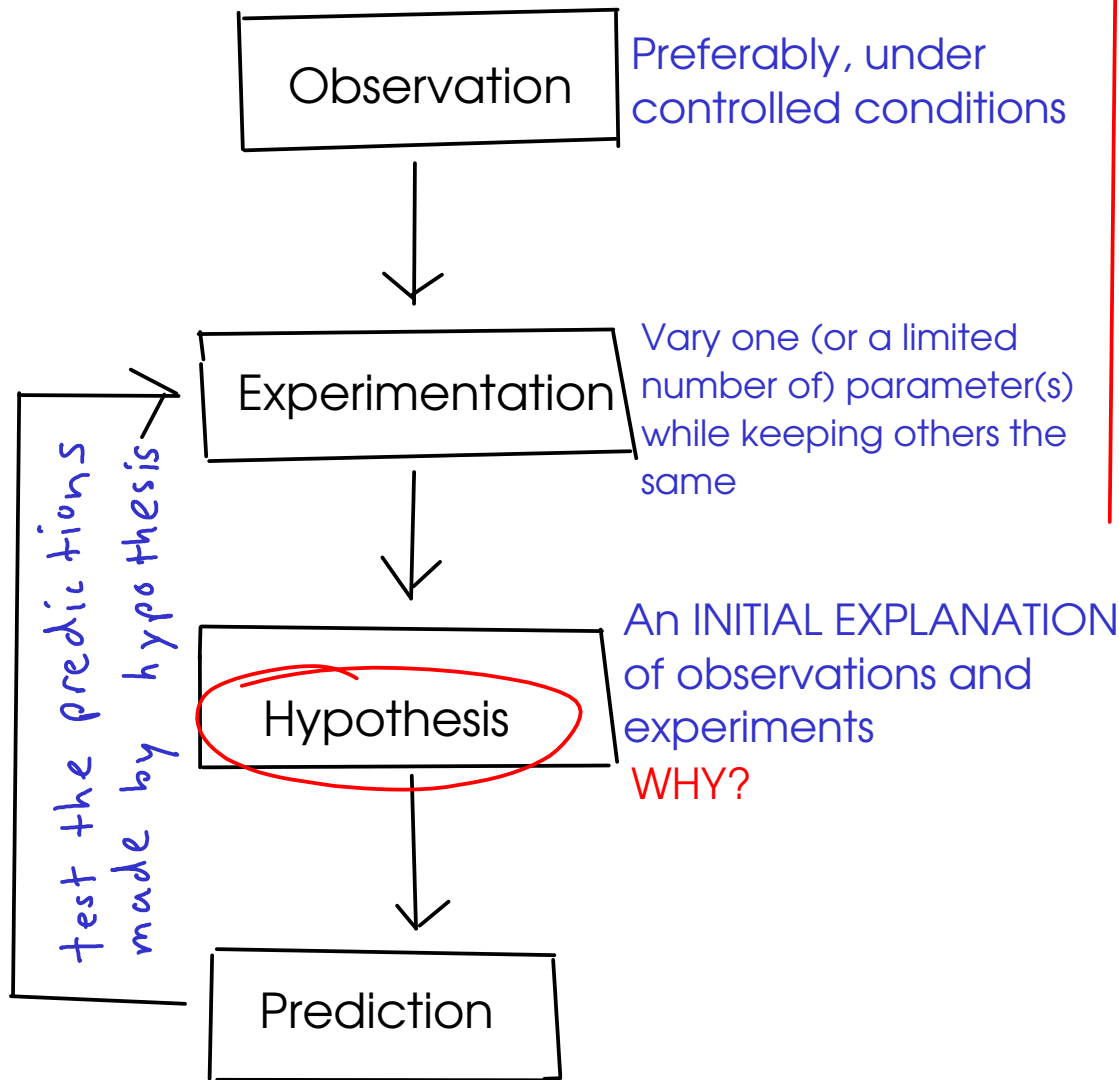 Observation
Preferably, under
controlled conditions
Experimentation
Vary one (or a limited
number of) parameter(s)
while keeping others the
same
test the predictions
made by hypothesis
Hypothesis
An INITIAL EXPLANATION
of observations and
experiments
WHY?
Prediction